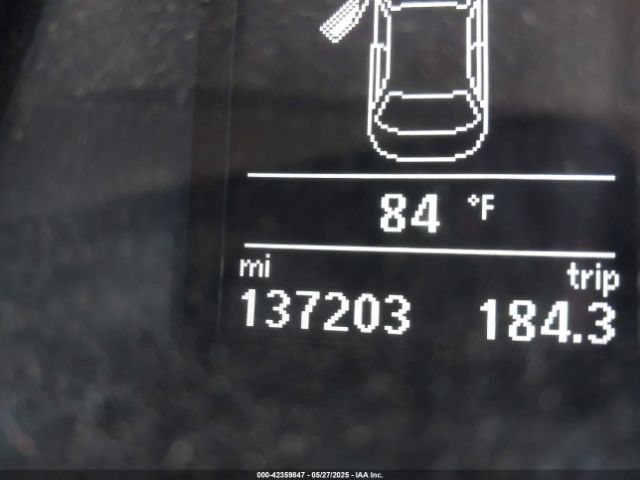 84 °F
mi trip
137203 184.3
000-42359847 - 05/27/2025 - IAA Inc.